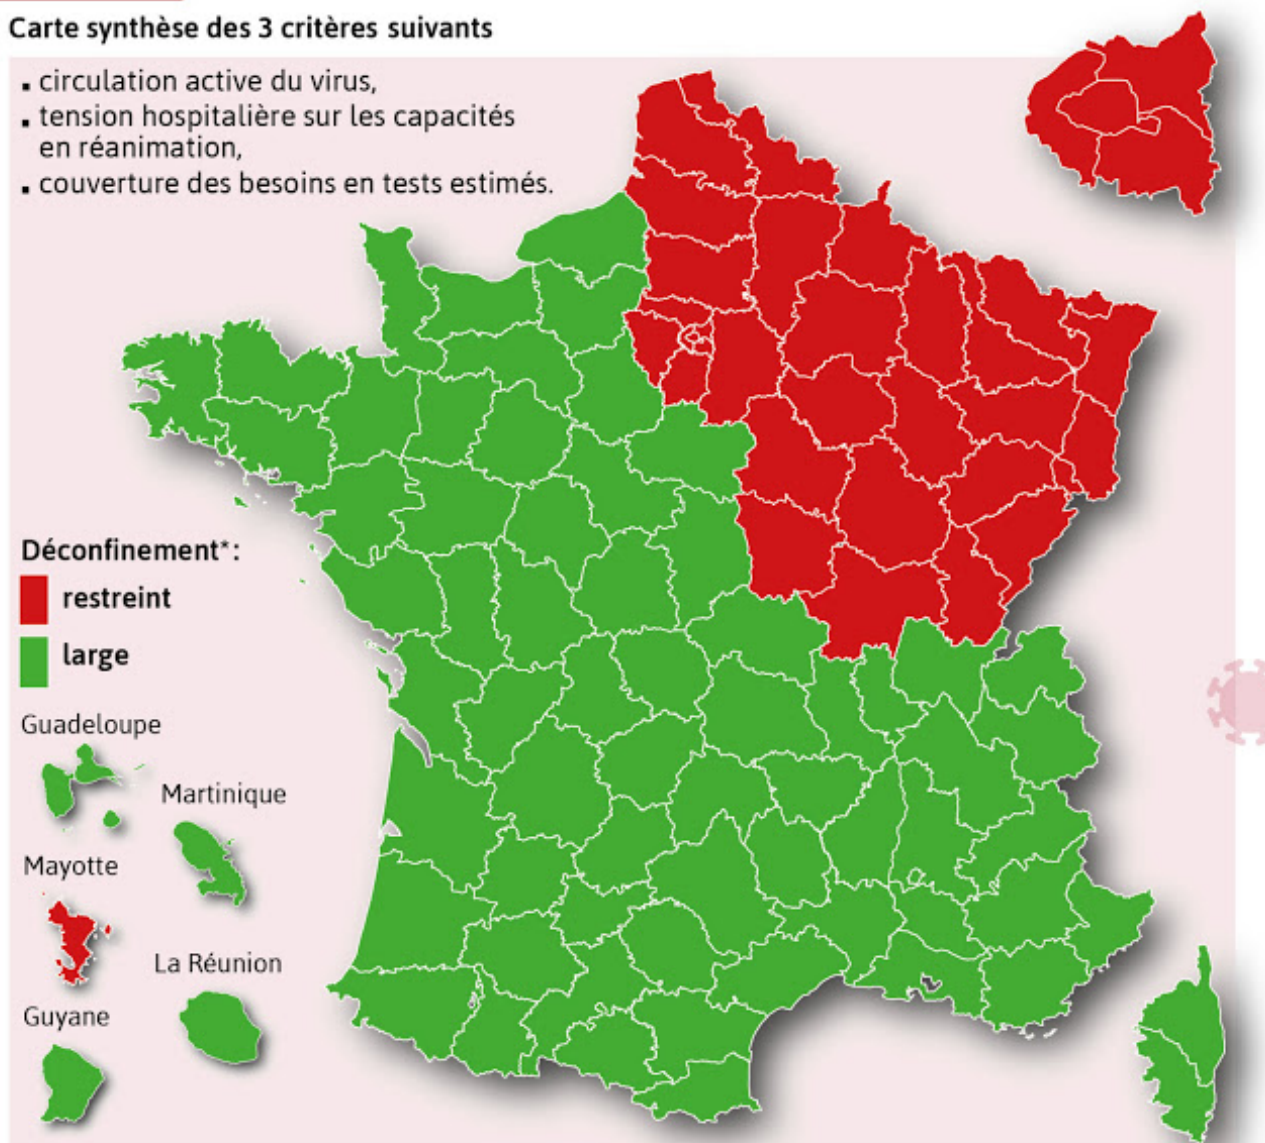 Carte synthèse des 3 critères suivants
▪ circulation active du virus,
▪ tension hospitalière sur les capacités
en réanimation,
▪ couverture des besoins en tests estimés.
Déconfinement*:
restreint
large
Guadeloupe
Martinique
Mayotte
La Réunion
Guyane